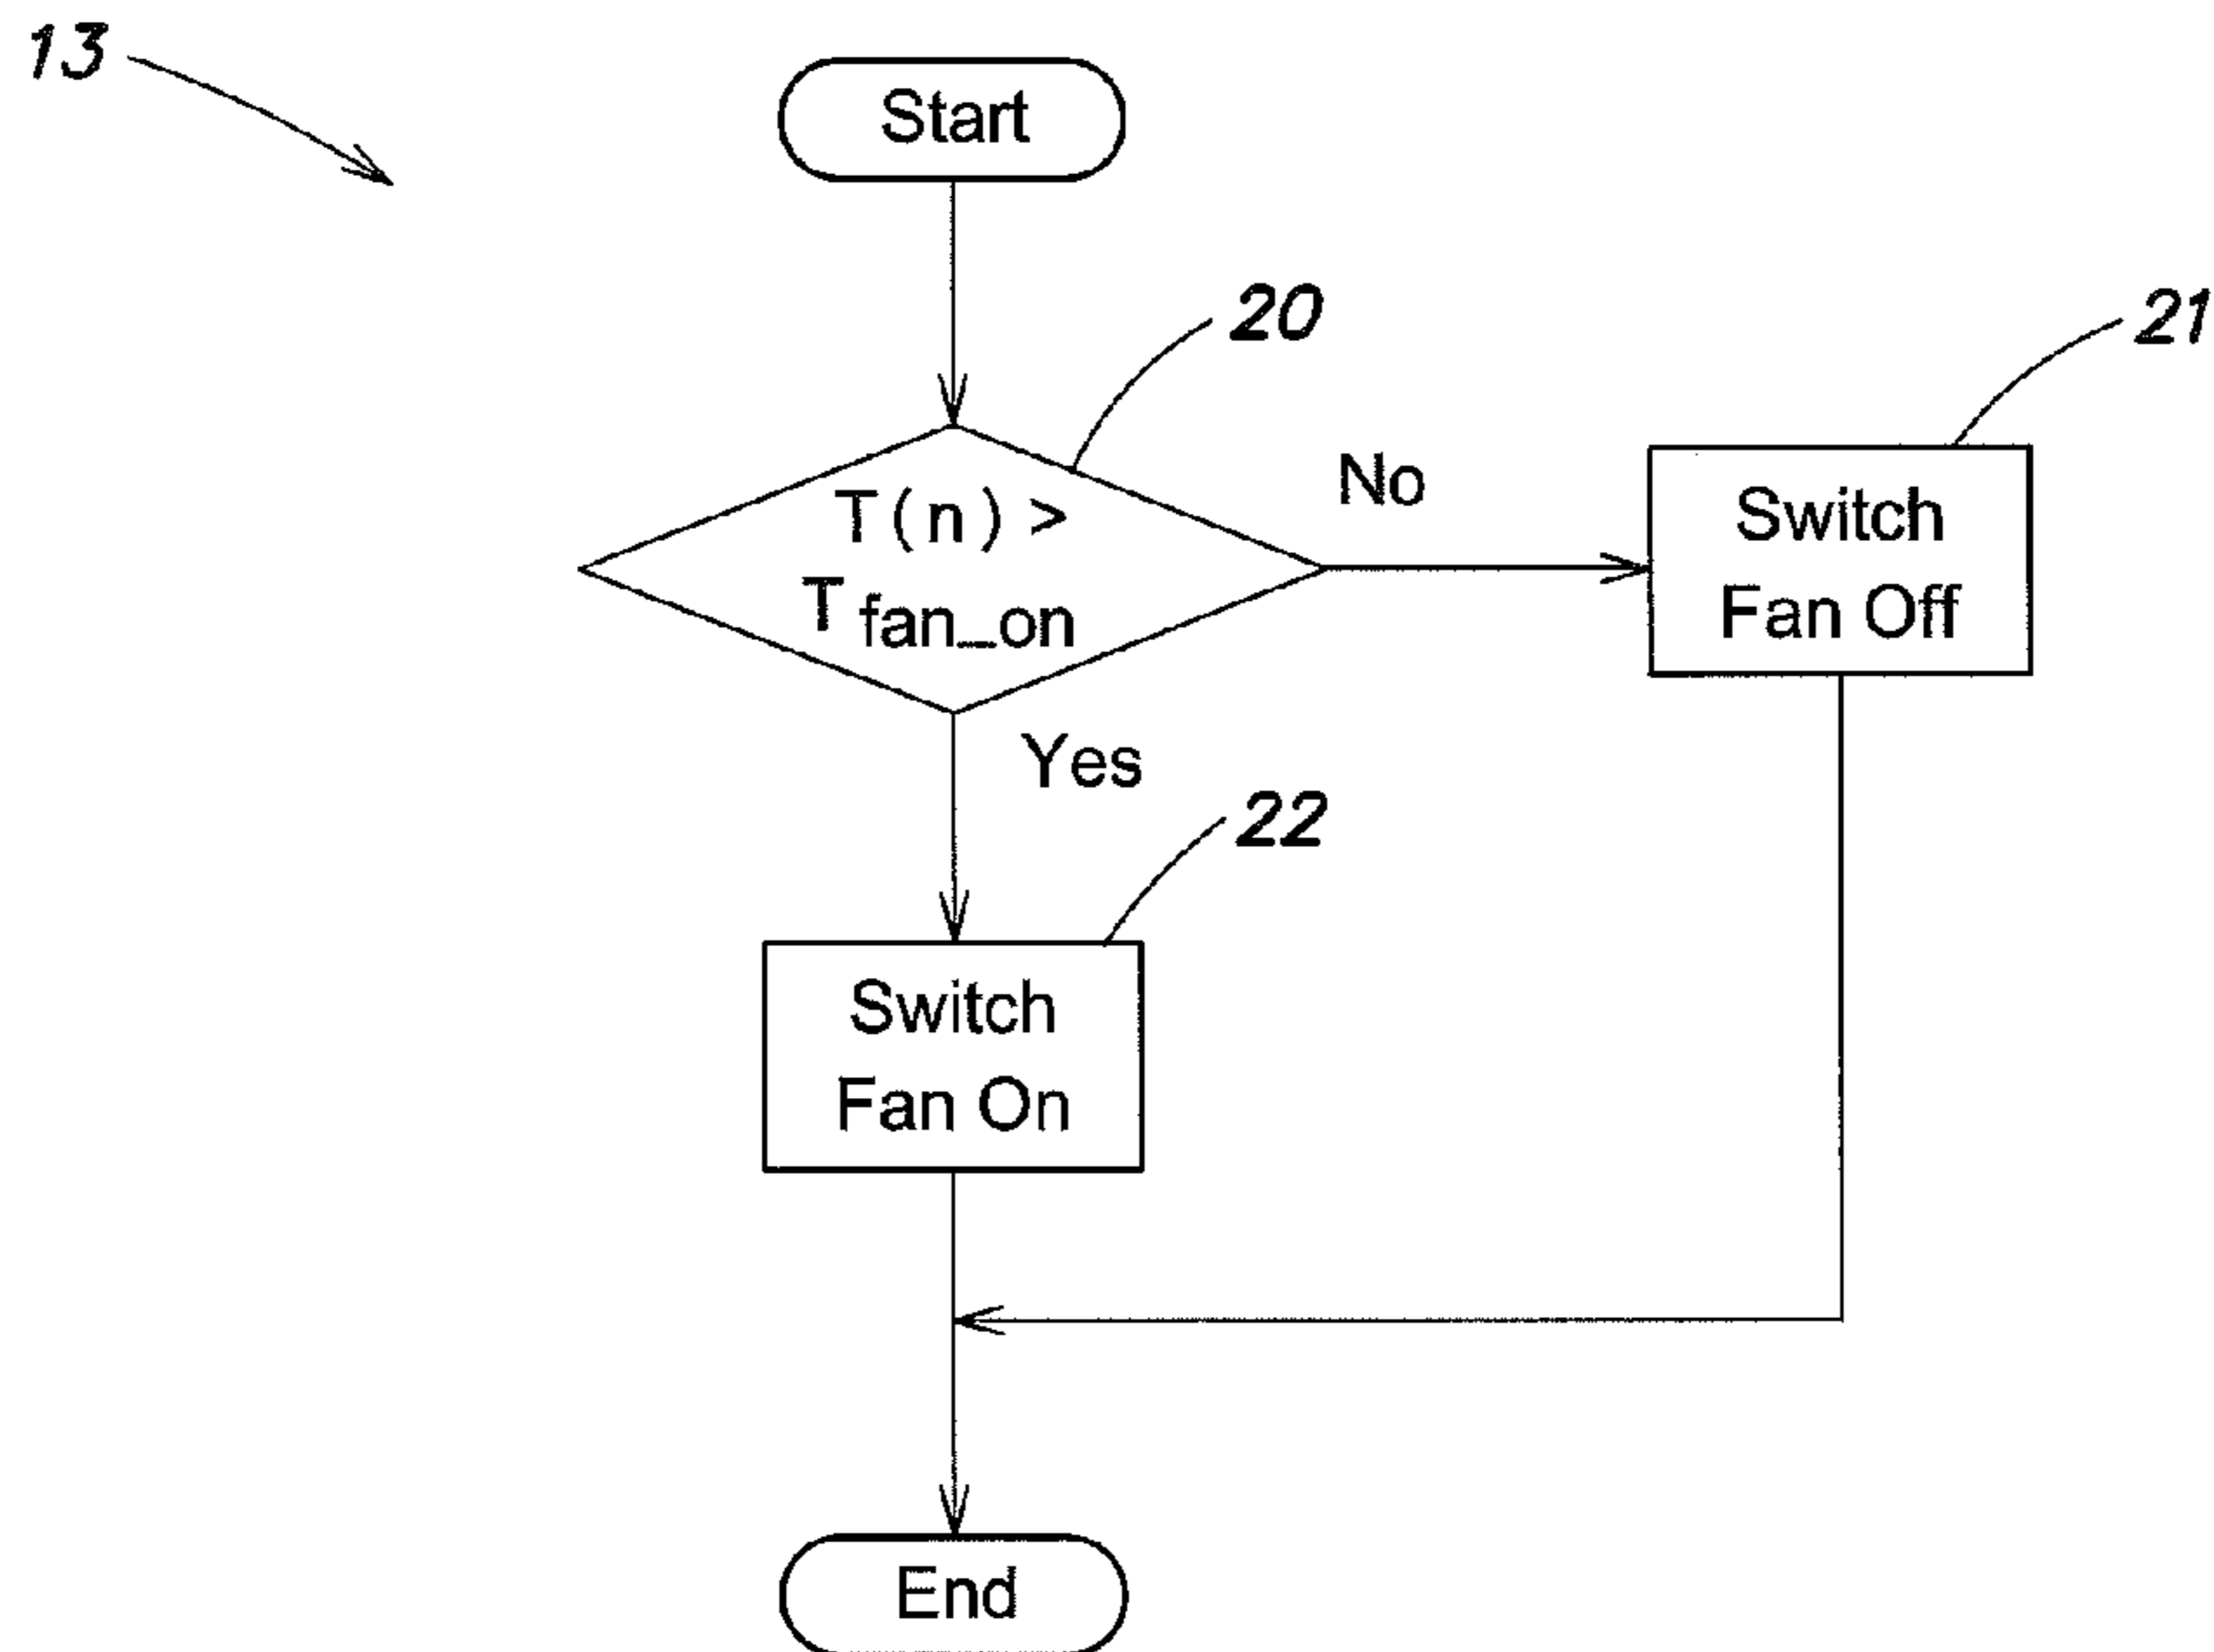 13
Start
20
21
T(n) >
T fan_on
No
Switch
Fan Off
Yes
22
Switch
Fan On
End